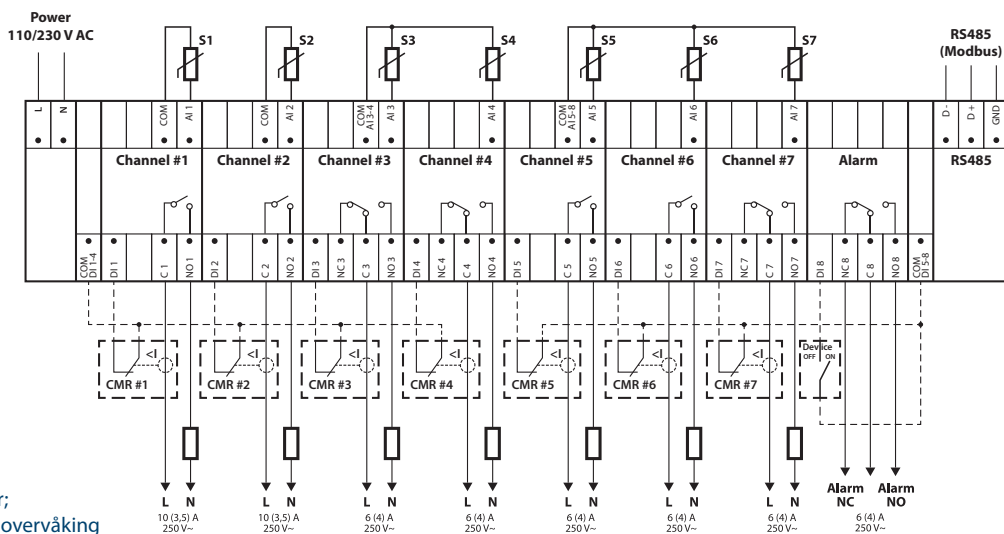 Power
110/230 V AC
S1
S2
S3
S4
S5
S6
S7
RS485
(Modbus)
L
N
COM
AI 1
COM
AI 2
COM
AI 3-4
AI 3
AI 4
COM
AI 5-8
AI 5
AI 6
AI 7
D -
D +
GND
Channel #1
Channel #2
Channel #3
Channel #4
Channel #5
Channel #6
Channel #7
Alarm
RS485
COM
DI 1-4
DI 1
C 1
NO 1
DI 2
C 2
NO 2
DI 3
NC 3
C 3
NO 3
DI 4
NC 4
C 4
NO 4
DI 5
C 5
NO 5
DI 6
C 6
NO 6
DI 7
NC 7
C 7
NO 7
DI 8
NC 8
C 8
NO 8
COM
DI 5-8
<I
CMR #1
<I
CMR #2
<I
CMR #3
<I
CMR #4
<I
CMR #5
<I
CMR #6
<I
CMR #7
Device
OFF ON
L N
10 (3,5) A
250 V~
L N
10 (3,5) A
250 V~
L N
6 (4) A
250 V~
L N
6 (4) A
250 V~
L N
6 (4) A
250 V~
L N
6 (4) A
250 V~
L N
6 (4) A
250 V~
Alarm
NC
Alarm
NO
6 (4) A
250 V~
r;
overvåking